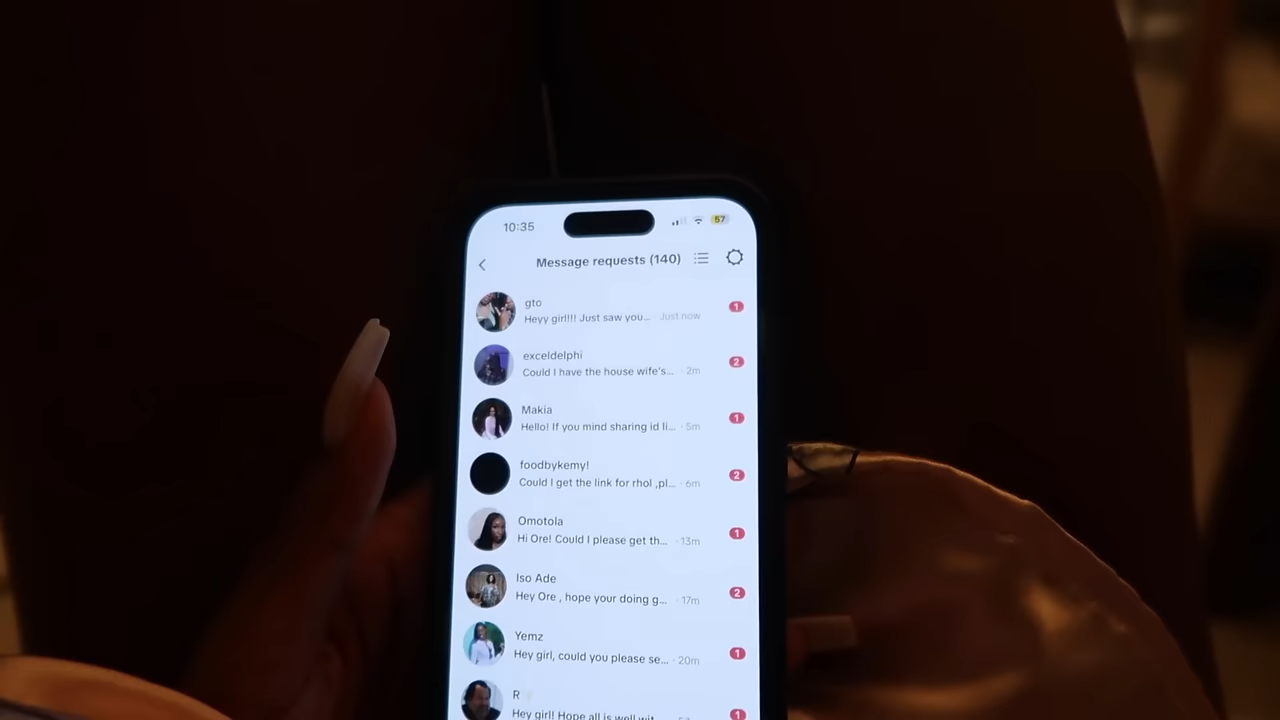 10:35
57
Message requests (140)
gto
Heyy girl!!!! Just saw you... · Just now
1
exceldelphi
Could I have the house wife's... · 2m
2
Makia
Hello! If you mind sharing id li... · 5m
1
foodbykemy!
Could I get the link for rhol ,pl... · 6m
2
Omotola
Hi Ore! Could I please get th... · 13m
1
Iso Ade
Hey Ore , hope your doing g... · 17m
2
Yemz
Hey girl, could you please se... · 20m
1
R
Hey girl! Hope all is well wit...
1